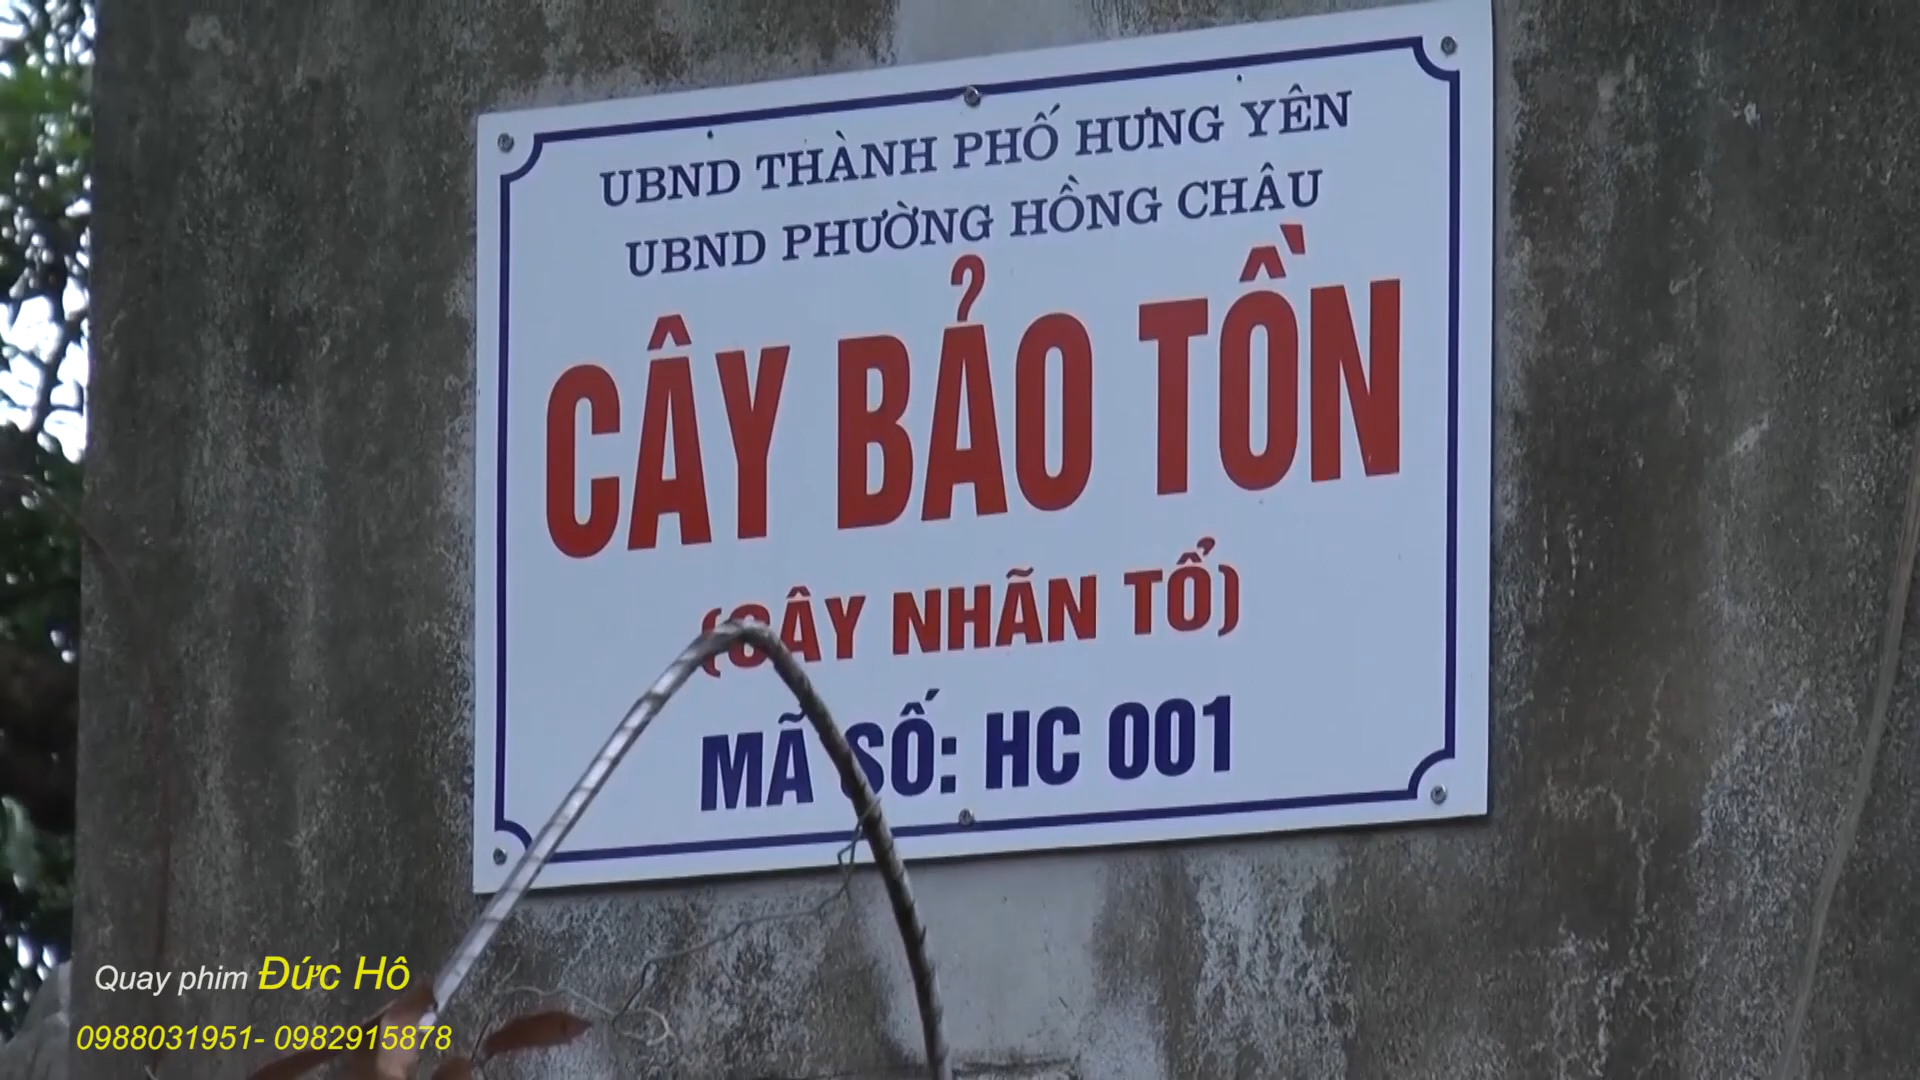 UBND THÀNH PHỐ HƯNG YÊN
UBND PHƯỜNG HỒNG CHÂU
CÂY BẢO TỒN
(CÂY NHÃN TỔ)
MÃ SỐ: HC 001
Quay phim Đức Hô
0988031951- 0982915878